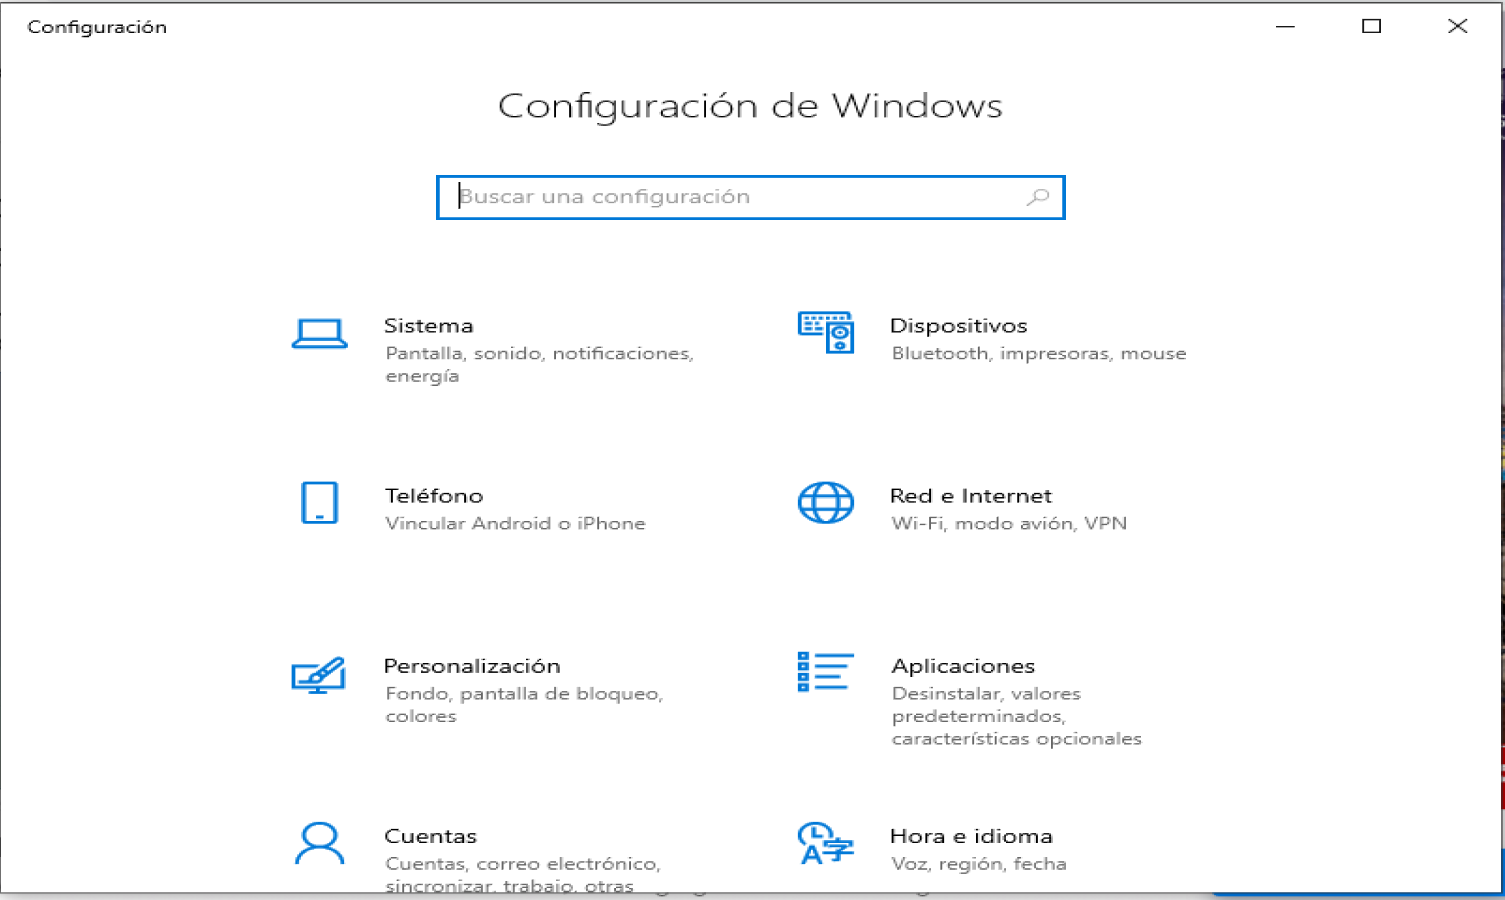 Configuración
Configuración de Windows
Buscar una configuración
Sistema
Pantalla, sonido, notificaciones,
energía
Dispositivos
Bluetooth, impresoras, mouse
Teléfono
Vincular Android o iPhone
Red e Internet
Wi-Fi, modo avión, VPN
Personalización
Fondo, pantalla de bloqueo,
colores
Aplicaciones
Desinstalar, valores
predeterminados,
características opcionales
Cuentas
Cuentas, correo electrónico,
sincronizar, trabajo, otras
Hora e idioma
Voz, región, fecha